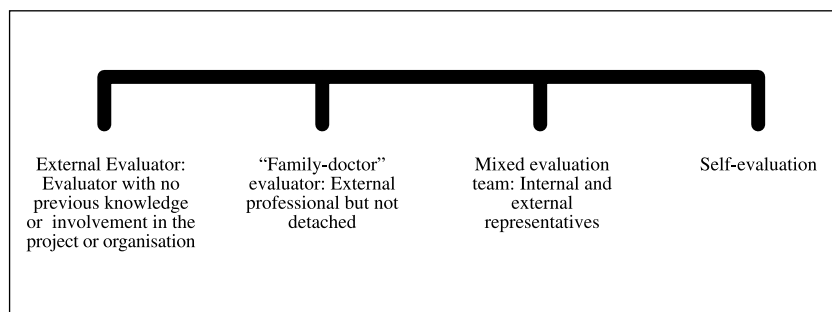 External Evaluator:
Evaluator with no
previous knowledge
or involvement in the
project or organisation
“Family-doctor”
evaluator: External
professional but not
detached
Mixed evaluation
team: Internal and
external
representatives
Self-evaluation